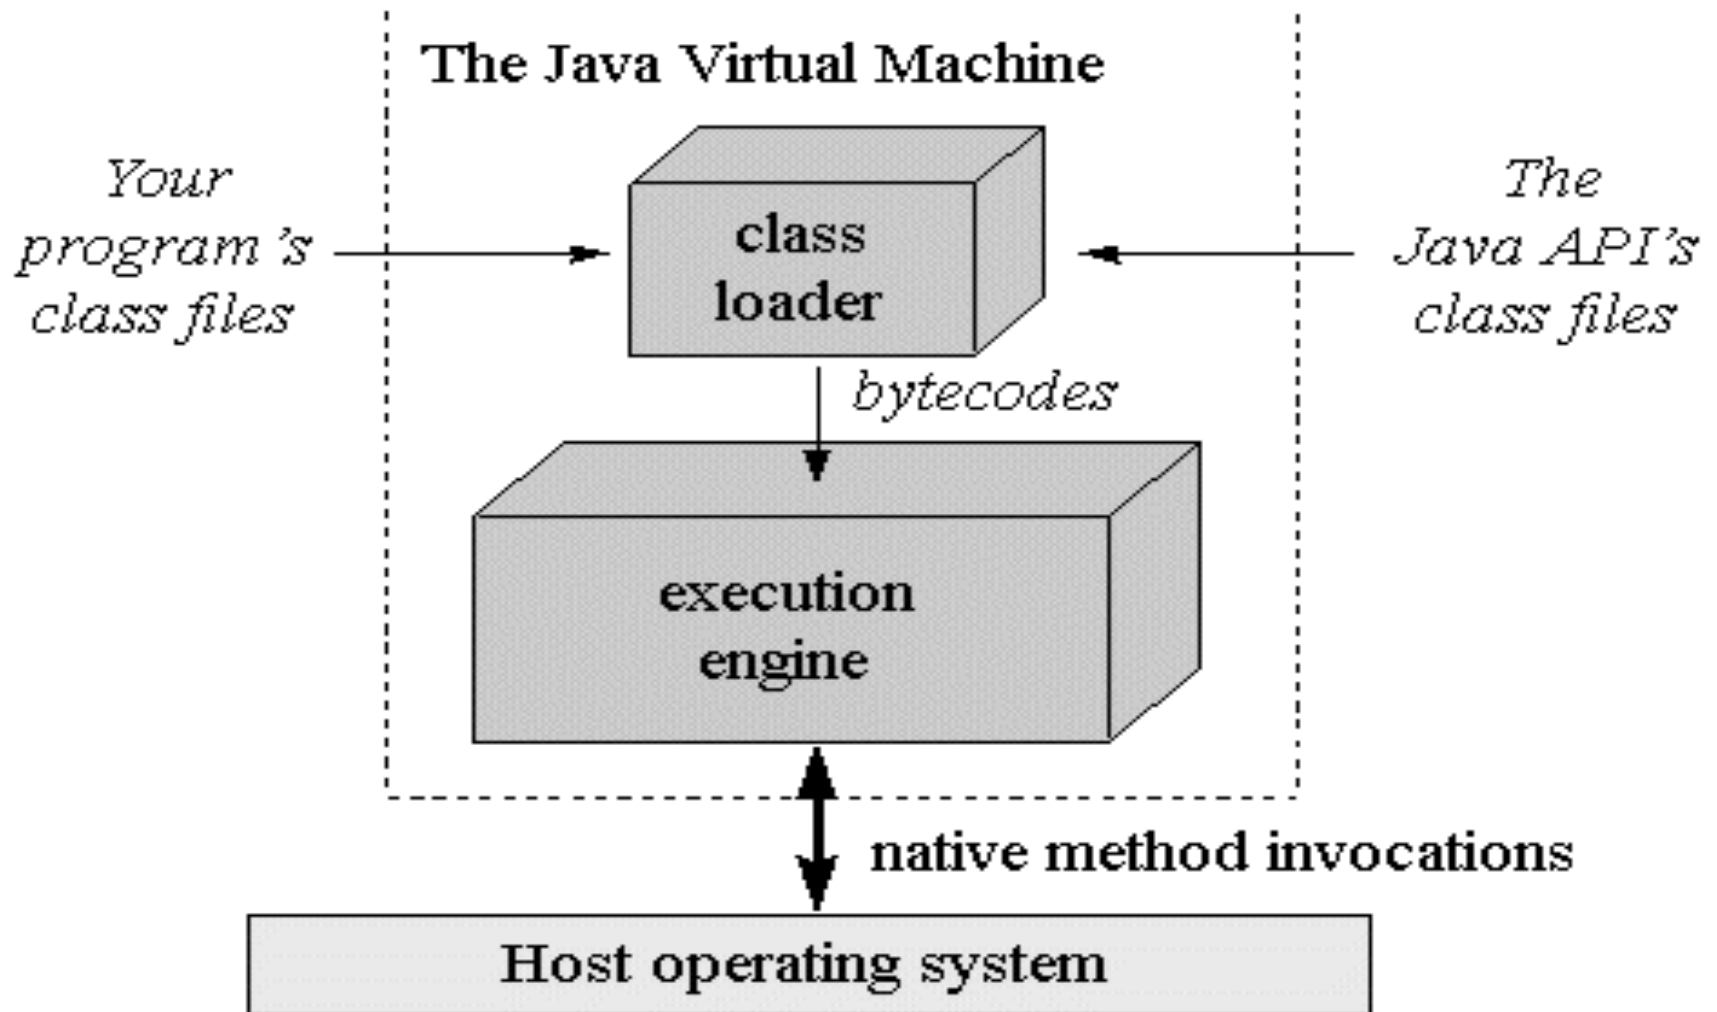 The Java Virtual Machine
Your
program's
class files
class
loader
The
Java API's
class files
bytecodes
execution
engine
native method invocations
Host operating system